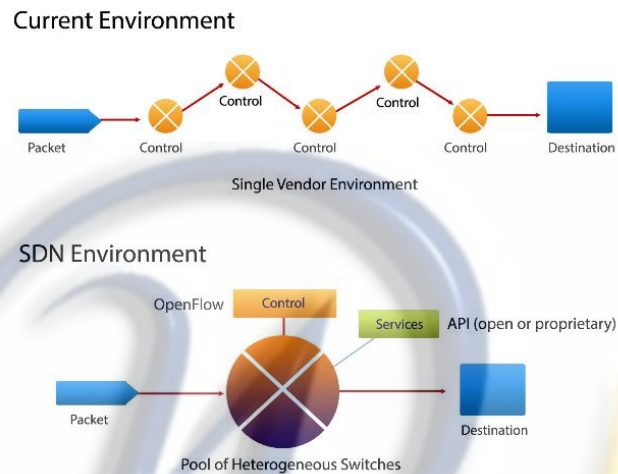 Current Environment
Control
Control
Packet
Control
Control
Control
Destination
Single Vendor Environment
SDN Environment
OpenFlow
Control
Services
API (open or proprietary)
Packet
Destination
Pool of Heterogeneous Switches